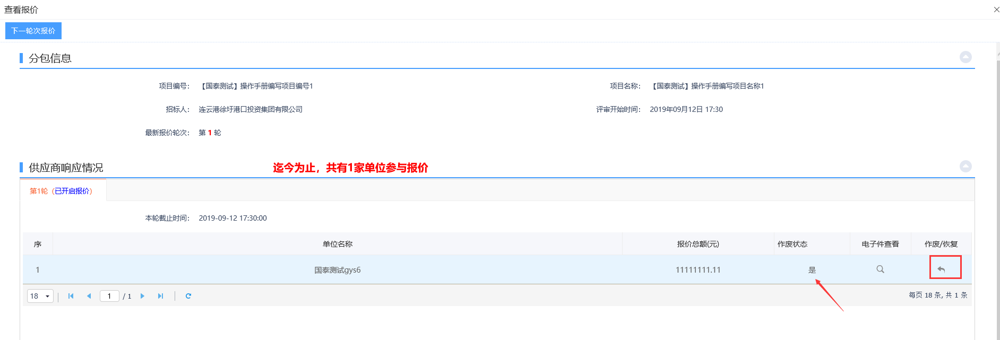 查看报价
下一轮次报价
分包信息
项目编号： 【国泰测试】操作手册编写项目编号1 项目名称： 【国泰测试】操作手册编写项目名称1
招标人： 连云港徐圩港口投资集团有限公司 评审开始时间： 2019年09月12日 17:30
最新报价轮次： 第 1 轮
供应商响应情况 迄今为止，共有1家单位参与报价
第1轮（已开启报价）
本轮截止时间： 2019-09-12 17:30:00
序 单位名称 报价总额(元) 作废状态 电子件查看 作废/恢复
1 国泰测试gys6 11111111.11 是
18 1 / 1 每页 18 条, 共 1 条